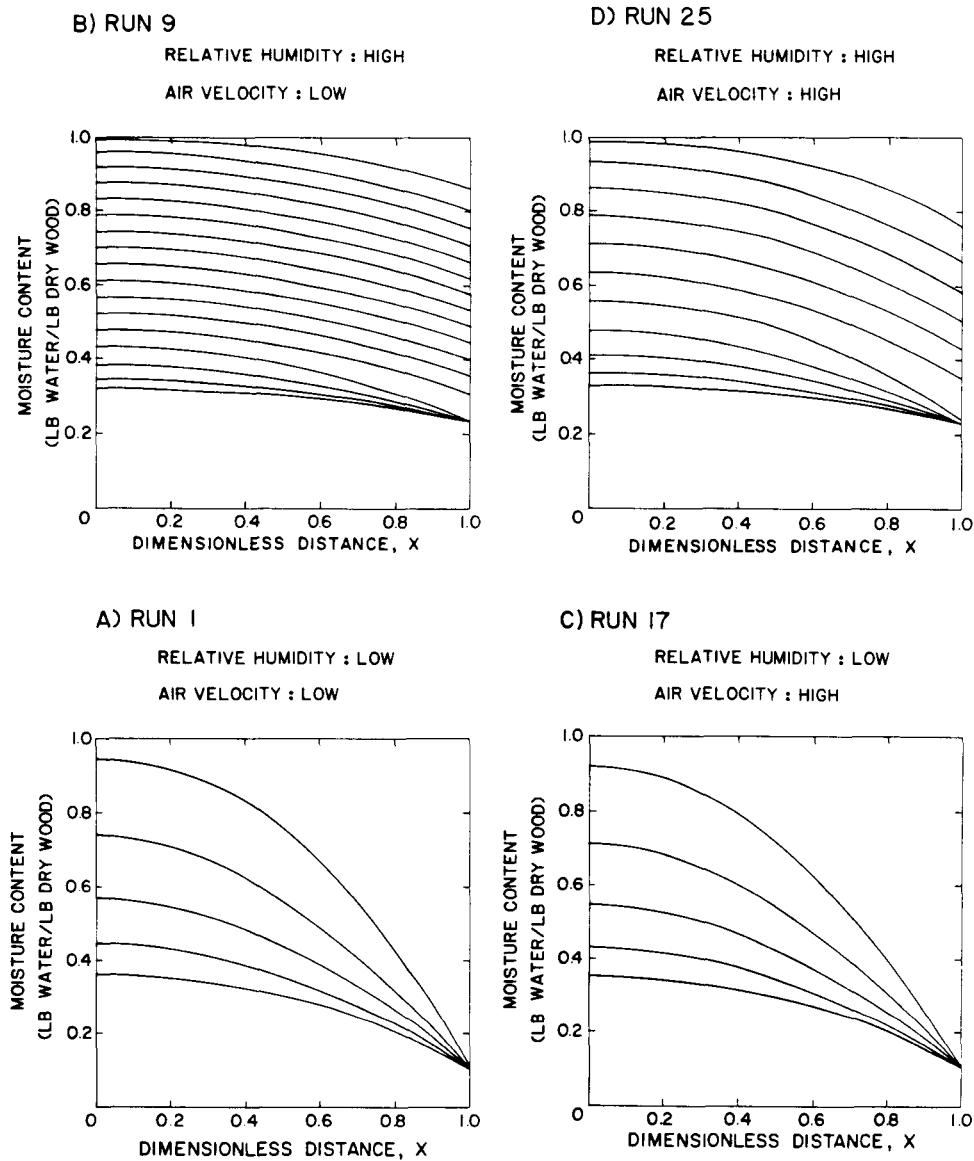 B) RUN 9
RELATIVE HUMIDITY : HIGH
AIR VELOCITY : LOW
MOISTURE CONTENT
(LB WATER/LB DRY WOOD)
1.0
0.8
0.6
0.4
0.2
0
0.2 0.4 0.6 0.8 1.0
DIMENSIONLESS DISTANCE, X
D) RUN 25
RELATIVE HUMIDITY : HIGH
AIR VELOCITY : HIGH
MOISTURE CONTENT
(LB WATER/LB DRY WOOD)
1.0
0.8
0.6
0.4
0.2
0
0.2 0.4 0.6 0.8 1.0
DIMENSIONLESS DISTANCE, X
A) RUN 1
RELATIVE HUMIDITY : LOW
AIR VELOCITY : LOW
MOISTURE CONTENT
(LB WATER/LB DRY WOOD)
1.0
0.8
0.6
0.4
0.2
0
0.2 0.4 0.6 0.8 1.0
DIMENSIONLESS DISTANCE, X
C) RUN 17
RELATIVE HUMIDITY : LOW
AIR VELOCITY : HIGH
MOISTURE CONTENT
(LB WATER/LB DRY WOOD)
1.0
0.8
0.6
0.4
0.2
0
0.2 0.4 0.6 0.8 1.0
DIMENSIONLESS DISTANCE, X